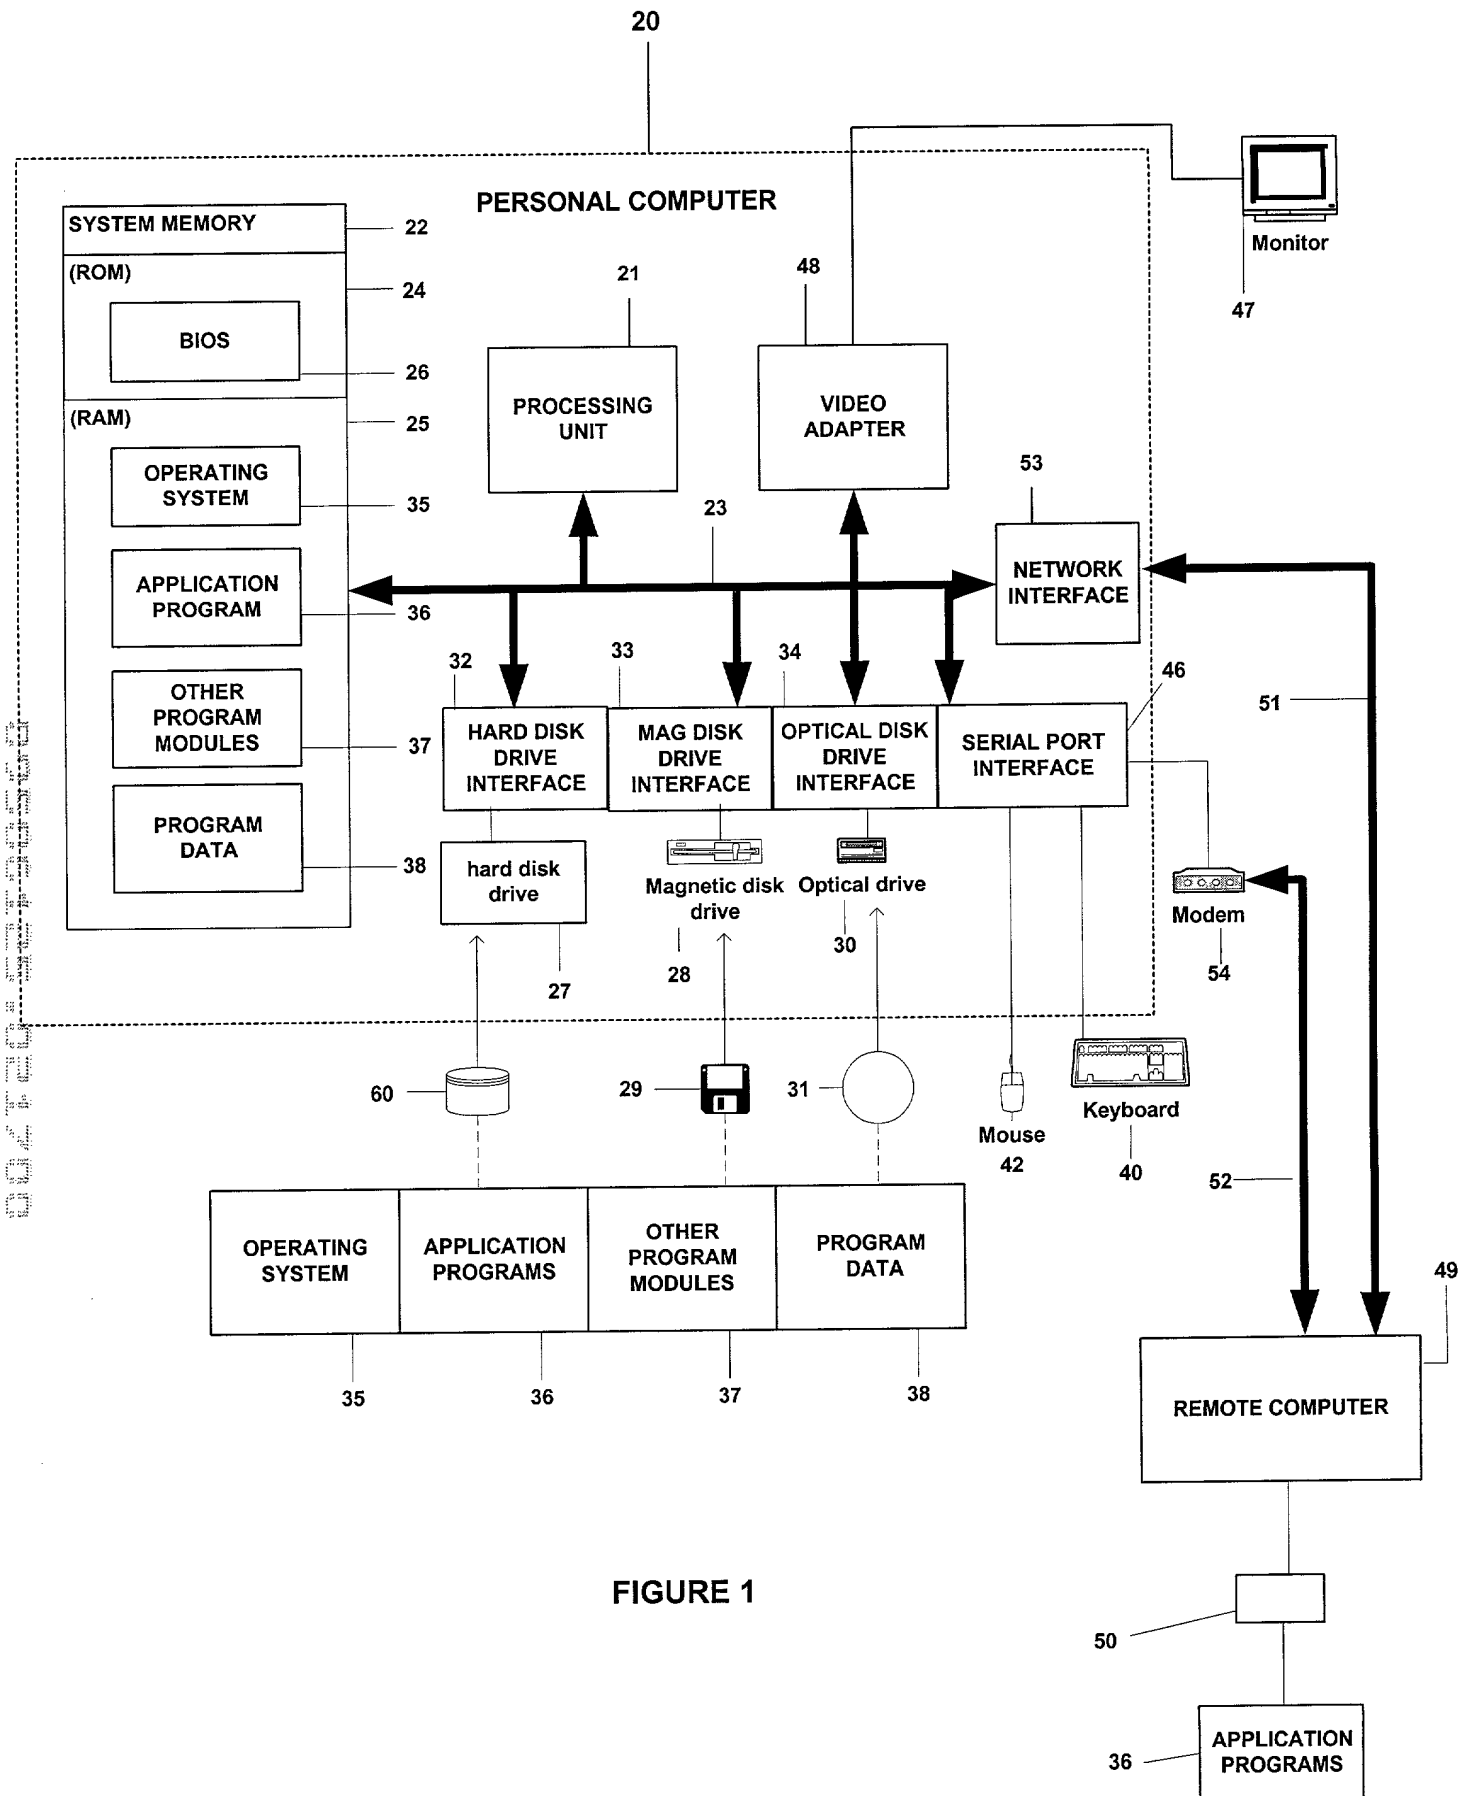 20
PERSONAL COMPUTER
SYSTEM MEMORY
22
(ROM)
24
BIOS
26
(RAM)
25
OPERATING
SYSTEM
35
APPLICATION
PROGRAM
36
OTHER
PROGRAM
MODULES
37
PROGRAM
DATA
38
21
PROCESSING
UNIT
48
VIDEO
ADAPTER
Monitor
47
23
53
NETWORK
INTERFACE
32
HARD DISK
DRIVE
INTERFACE
33
MAG DISK
DRIVE
INTERFACE
34
OPTICAL DISK
DRIVE
INTERFACE
46
SERIAL PORT
INTERFACE
51
hard disk
drive
27
Magnetic disk
drive
28
Optical drive
30
Modem
54
60
29
31
Mouse
42
Keyboard
40
52
OPERATING
SYSTEM
APPLICATION
PROGRAMS
OTHER
PROGRAM
MODULES
PROGRAM
DATA
35
36
37
38
49
REMOTE COMPUTER
50
36
APPLICATION
PROGRAMS
FIGURE 1